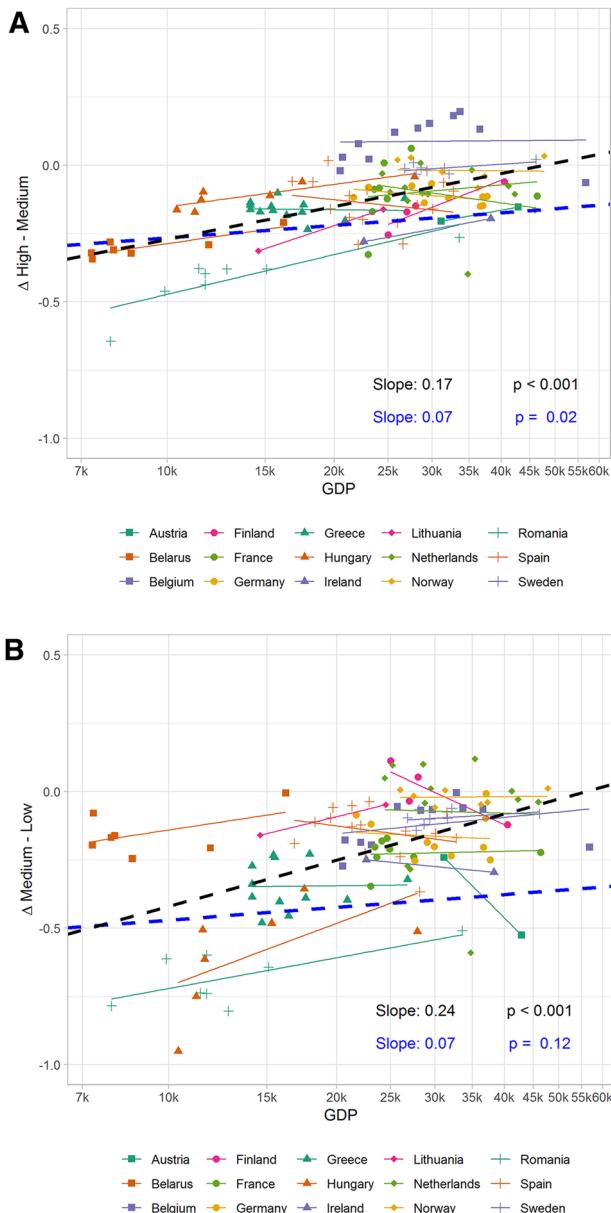 A
0.5
0.0
-0.5
-1.0
Δ High - Medium
Slope: 0.17 p < 0.001
Slope: 0.07 p = 0.02
7k 10k 15k 20k 25k 30k 35k 40k 45k 50k 55k 60k
GDP
Austria Finland Greece Lithuania Romania
Belarus France Hungary Netherlands Spain
Belgium Germany Ireland Norway Sweden
B
0.5
0.0
-0.5
-1.0
Δ Medium - Low
Slope: 0.24 p < 0.001
Slope: 0.07 p = 0.12
7k 10k 15k 20k 25k 30k 35k 40k 45k 50k 55k 60k
GDP
Austria Finland Greece Lithuania Romania
Belarus France Hungary Netherlands Spain
Belgium Germany Ireland Norway Sweden